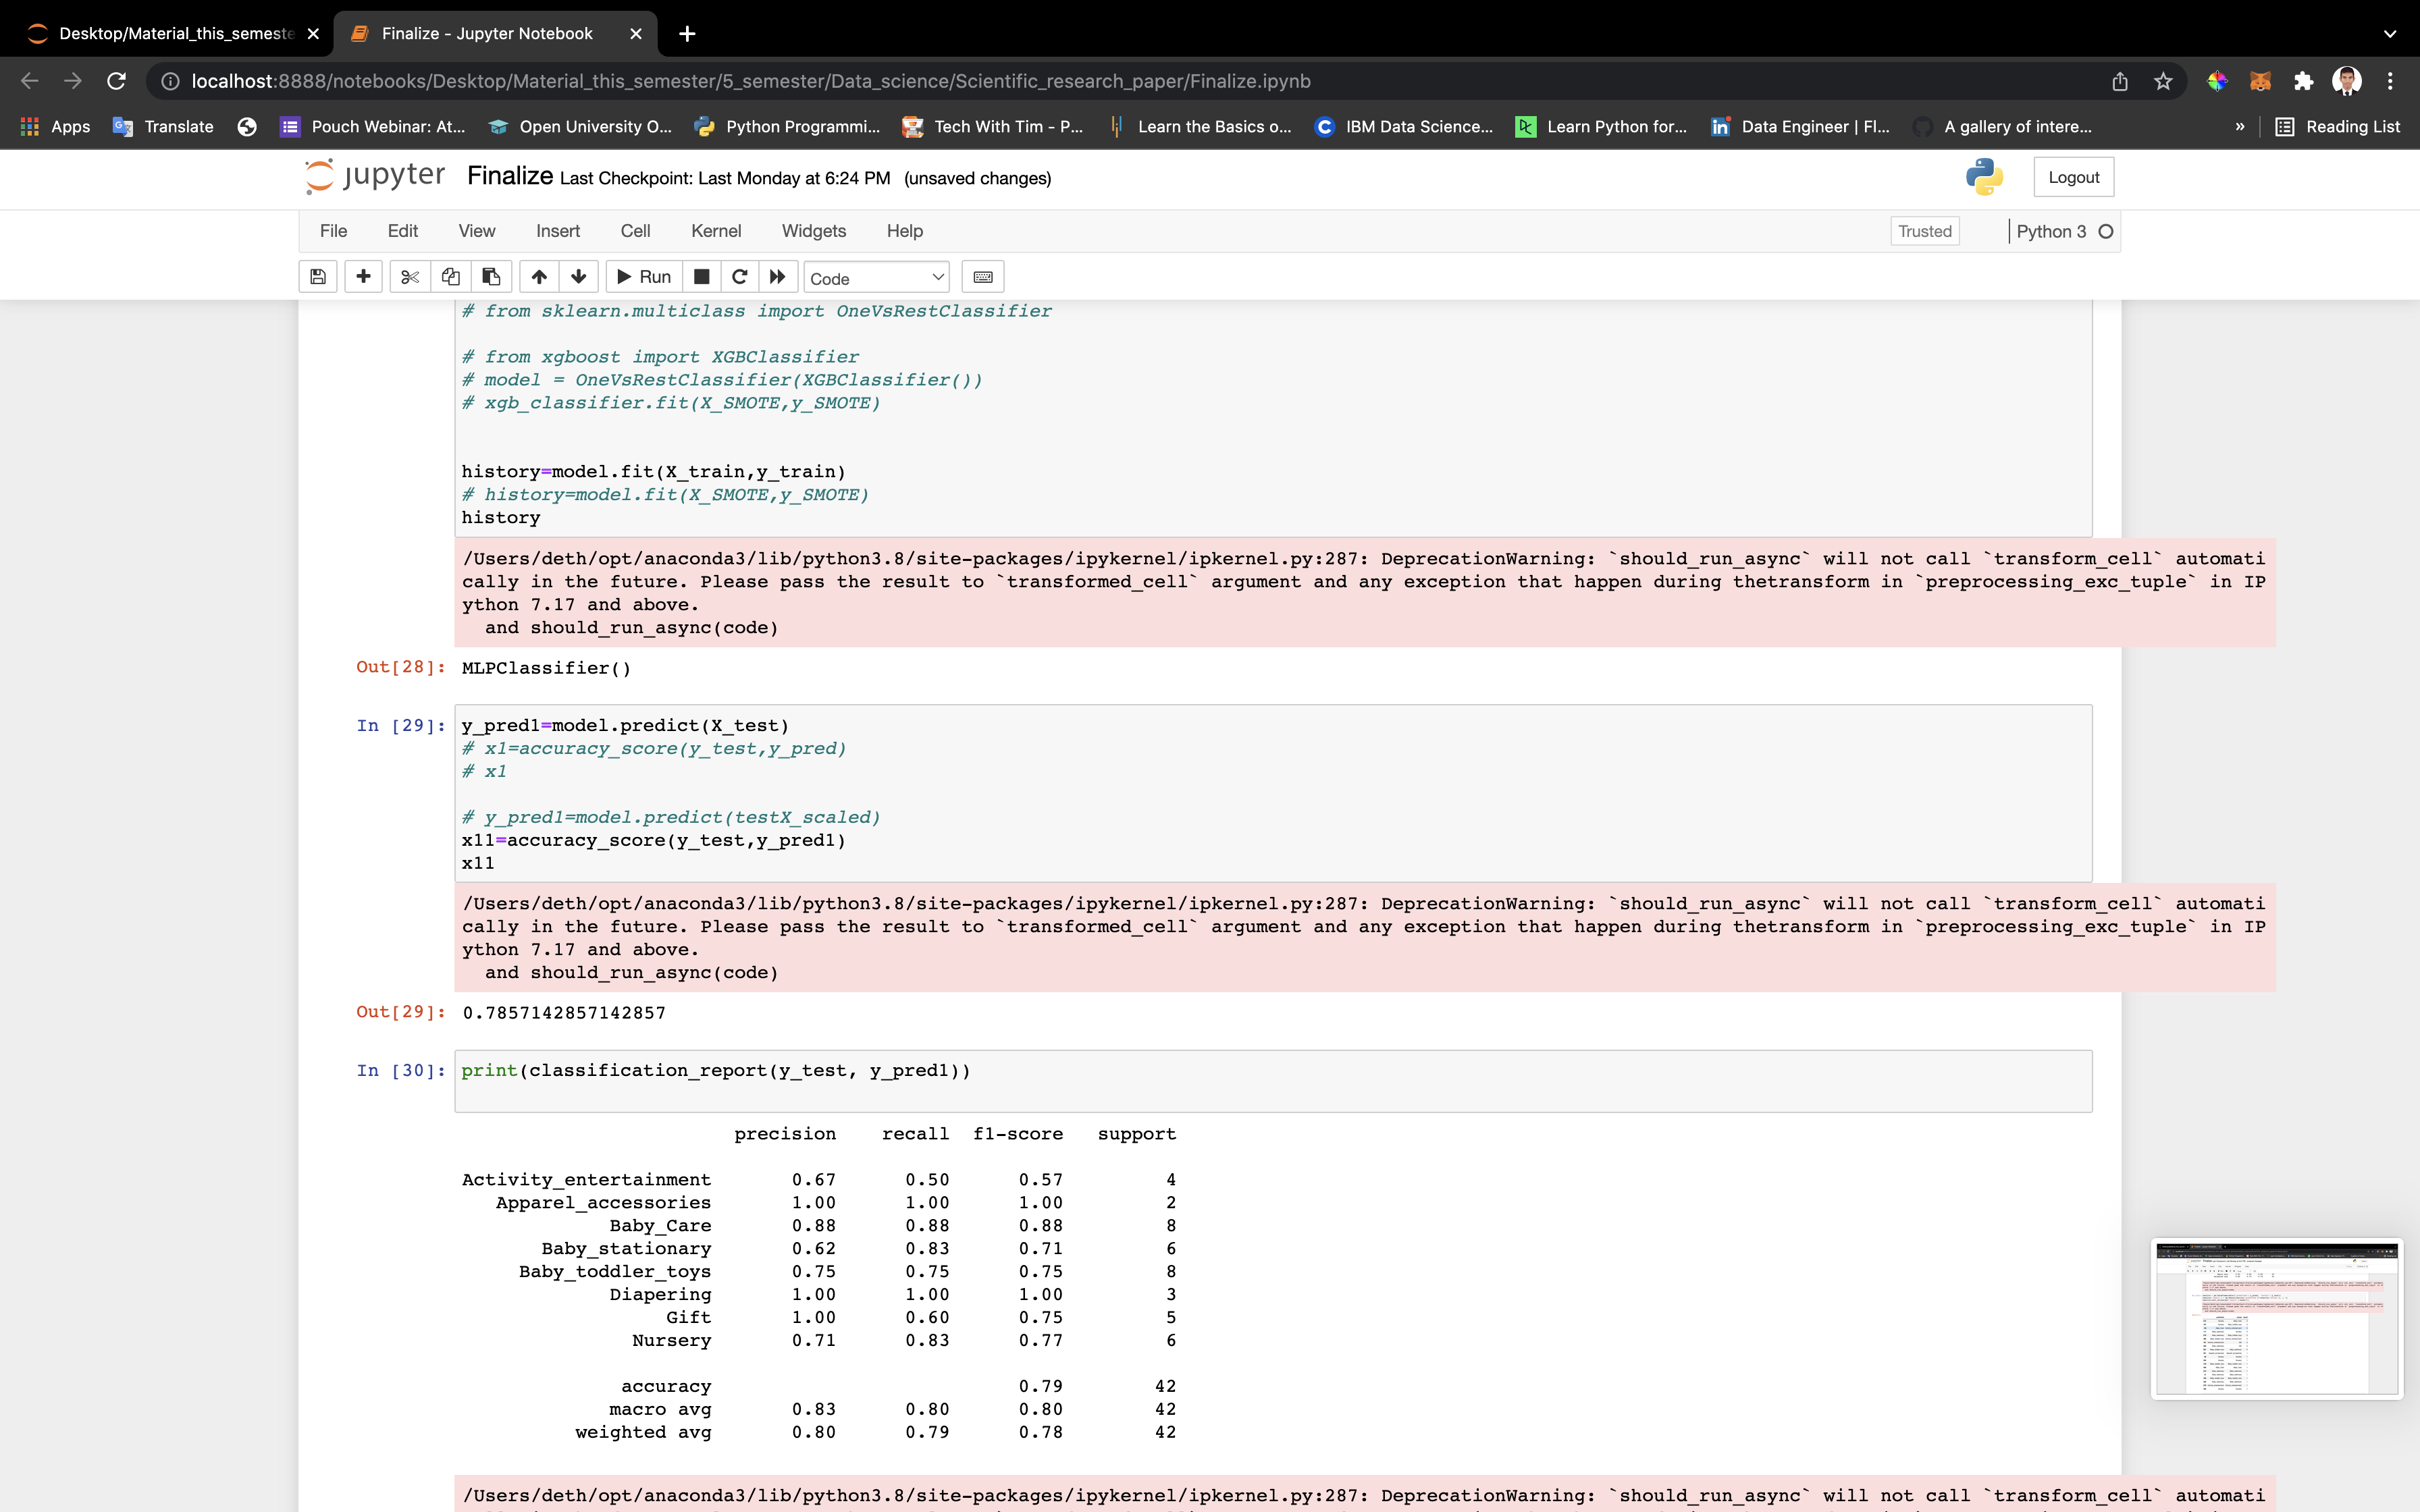 Desktop/Material_this_semeste
Finalize - Jupyter Notebook
localhost:8888/notebooks/Desktop/Material_this_semester/5_semester/Data_science/Scientific_research_paper/Finalize.ipynb
Apps Translate Pouch Webinar: At... Open University O... Python Programmi... Tech With Tim - P... Learn the Basics o... IBM Data Science... Learn Python for... Data Engineer | Fl... A gallery of intere... » Reading List
jupyter Finalize Last Checkpoint: Last Monday at 6:24 PM (unsaved changes) Logout
File Edit View Insert Cell Kernel Widgets Help Trusted Python 3
Run Code
# from sklearn.multiclass import OneVsRestClassifier
# from xgboost import XGBClassifier
# model = OneVsRestClassifier(XGBClassifier())
# xgb_classifier.fit(X_SMOTE,y_SMOTE)
history=model.fit(X_train,y_train)
# history=model.fit(X_SMOTE,y_SMOTE)
history
/Users/deth/opt/anaconda3/lib/python3.8/site-packages/ipykernel/ipkernel.py:287: DeprecationWarning: `should_run_async` will not call `transform_cell` automati
cally in the future. Please pass the result to `transformed_cell` argument and any exception that happen during thetransform in `preprocessing_exc_tuple` in IP
ython 7.17 and above.
and should_run_async(code)
Out[28]: MLPClassifier()
In [29]: y_pred1=model.predict(X_test)
# x1=accuracy_score(y_test,y_pred)
# x1
# y_pred1=model.predict(testX_scaled)
x11=accuracy_score(y_test,y_pred1)
x11
/Users/deth/opt/anaconda3/lib/python3.8/site-packages/ipykernel/ipkernel.py:287: DeprecationWarning: `should_run_async` will not call `transform_cell` automati
cally in the future. Please pass the result to `transformed_cell` argument and any exception that happen during thetransform in `preprocessing_exc_tuple` in IP
ython 7.17 and above.
and should_run_async(code)
Out[29]: 0.7857142857142857
In [30]: print(classification_report(y_test, y_pred1))
precision recall f1-score support
Activity_entertainment 0.67 0.50 0.57 4
Apparel_accessories 1.00 1.00 1.00 2
Baby_Care 0.88 0.88 0.88 8
Baby_stationary 0.62 0.83 0.71 6
Baby_toddler_toys 0.75 0.75 0.75 8
Diapering 1.00 1.00 1.00 3
Gift 1.00 0.60 0.75 5
Nursery 0.71 0.83 0.77 6
accuracy 0.79 42
macro avg 0.83 0.80 0.80 42
weighted avg 0.80 0.79 0.78 42
/Users/deth/opt/anaconda3/lib/python3.8/site-packages/ipykernel/ipkernel.py:287: DeprecationWarning: `should_run_async` will not call `transform_cell` automati